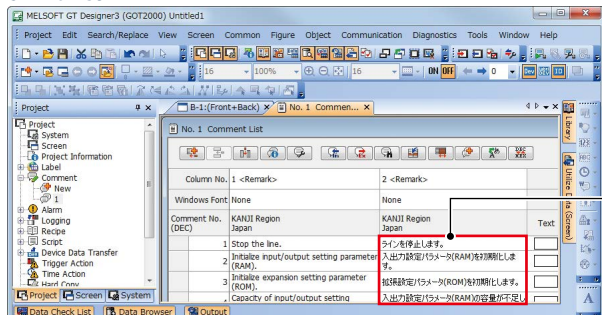 MELSOFT GT Designer3 (GOT2000) Untitled1
Project Edit Search/Replace View Screen Common Figure Object Communication Diagnostics Tools Window Help
16 100% 16 ON OFF 0
Project
B-1:(Front+Back) No. 1 Commen...
Project
System
Screen
Project Information
Label
Comment
New
1
Alarm
Logging
Recipe
Script
Device Data Transfer
Trigger Action
Time Action
Hard Copy
Project Screen System
No. 1 Comment List
Column No. 1 <Remark> 2 <Remark>
Windows Font None None
Comment No. (DEC) KANJI Region Japan KANJI Region Japan Text
1 Stop the line. ラインを停止します。
2 Initialize input/output setting parameter (RAM). 入出力設定パラメータ(RAM)を初期化します。
3 Initialize expansion setting parameter (ROM). 拡張設定パラメータ(ROM)を初期化します。
Capacity of input/output setting 入出力設定パラメータ(RAM)の容量が不足し
Library
Utilize Data (Screen)
123
A
Data Check List Data Browser Output